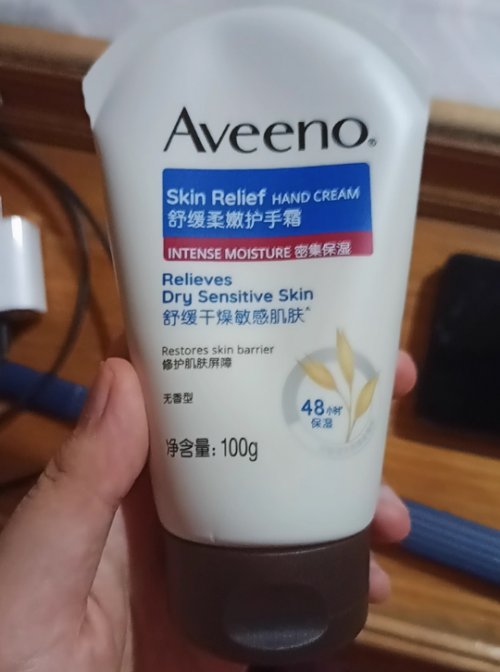 Aveeno®
Skin Relief HAND CREAM
舒缓柔嫩护手霜
INTENSE MOISTURE 密集保湿
Relieves
Dry Sensitive Skin
舒缓干燥敏感肌肤^
Restores skin barrier
修护肌肤屏障
无香型
48小时*
保湿
净含量: 100g